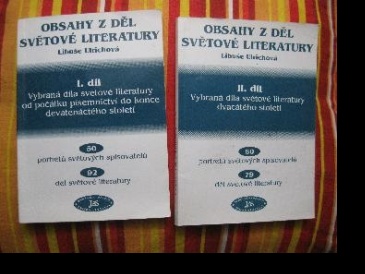 OBSAHY Z DĚL
SVĚTOVÉ LITERATURY
Libuše Ulrichová
I. díl
Vybraná díla světové literatury
od počátku písemnictví do konce
devatenáctého století
50
portrétů světových spisovatelů
92
děl světové literatury
OBSAHY Z DĚL
SVĚTOVÉ LITERATURY
Libuše Ulrichová
II. díl
Vybraná díla světové literatury
dvacátého století
portrétů světových spisovatelů
79
děl světové literatury